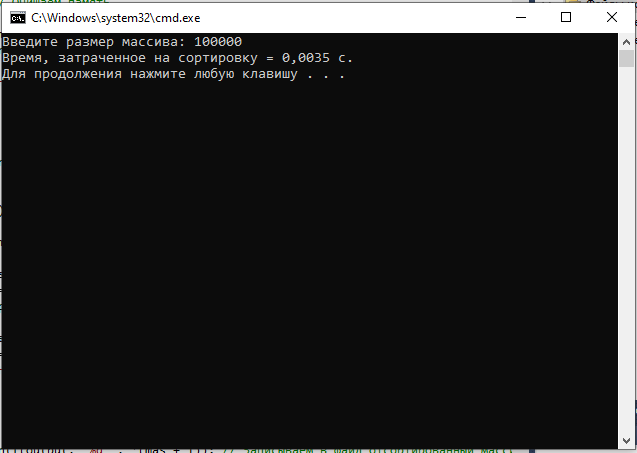 C:\Windows\system32\cmd.exe
Введите размер массива: 100000
Время, затраченное на сортировку = 0,0035 с.
Для продолжения нажмите любую клавишу . . .